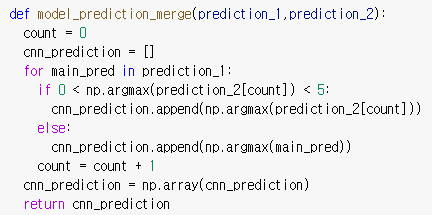 def model_prediction_merge(prediction_1,prediction_2):
  count = 0
  cnn_prediction = []
  for main_pred in prediction_1:
    if 0 < np.argmax(prediction_2[count]) < 5:
      cnn_prediction.append(np.argmax(prediction_2[count]))
    else:
      cnn_prediction.append(np.argmax(main_pred))
    count = count + 1
  cnn_prediction = np.array(cnn_prediction)
  return cnn_prediction